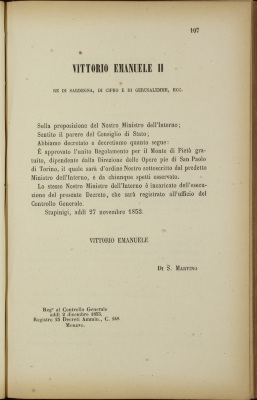 107
VITTORIO EMANUELE II
RE DI SARDEGNA, DI CIPRO E DI GERUSALEMME, ECC.
Sulla proposizione del Nostro Ministro dell'Interno;
Sentito il parere del Consiglio di Stato;
Abbiamo decretato e decretiamo quanto segue:
È approvato l'unito Regolamento per il Monte di Pietà gra-
tuito, dipendente dalla Direzione delle Opere pie di San Paolo
di Torino, il quale sarà d'ordine Nostro sottoscritto dal predetto
Ministro dell'Interno, e da chiunque spetti osservato.
Lo stesso Nostro Ministro dell'Interno è incaricato dell'esecu-
zione del presente Decreto, che sarà registrato all'ufficio del
Controllo Generale.
Stupinigi, addì 27 novembre 1853.
VITTORIO EMANUELE
DI S. MARTINO
Regº al Controllo Generale
addì 2 dicembre 1853,
Registro 13 Decreti Ammin., C.
MORENO.